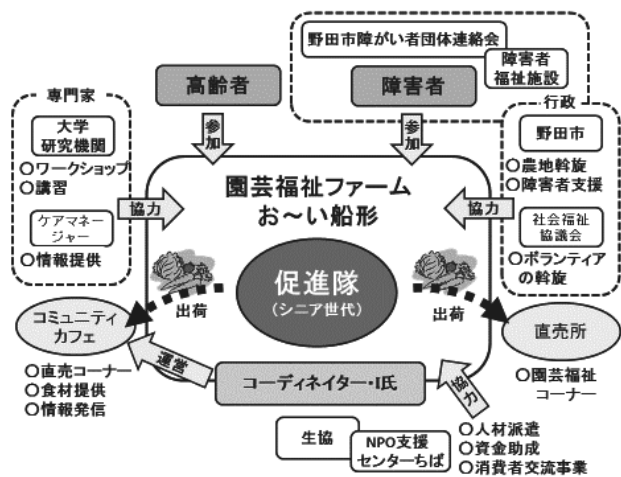 野田市障がい者団体連絡会
障害者
福祉施設
高齢者
障害者
専門家
行政
大学
研究機関
○ワークショップ
○講習
ケアマネー
ジャー
○情報提供
参加
参加
野田市
○農地斡旋
○障害者支援
社会福祉
協議会
○ボランティア
の斡旋
協力
協力
園芸福祉ファーム
お〜い船形
促進隊
(シニア世代)
出荷
出荷
コミュニティ
カフェ
○直売コーナー
○食材提供
○情報発信
直売所
○園芸福祉
コーナー
運営
コーディネイター・I氏
協力
生協
NPO支援
センターちば
○人材派遣
○資金助成
○消費者交流事業